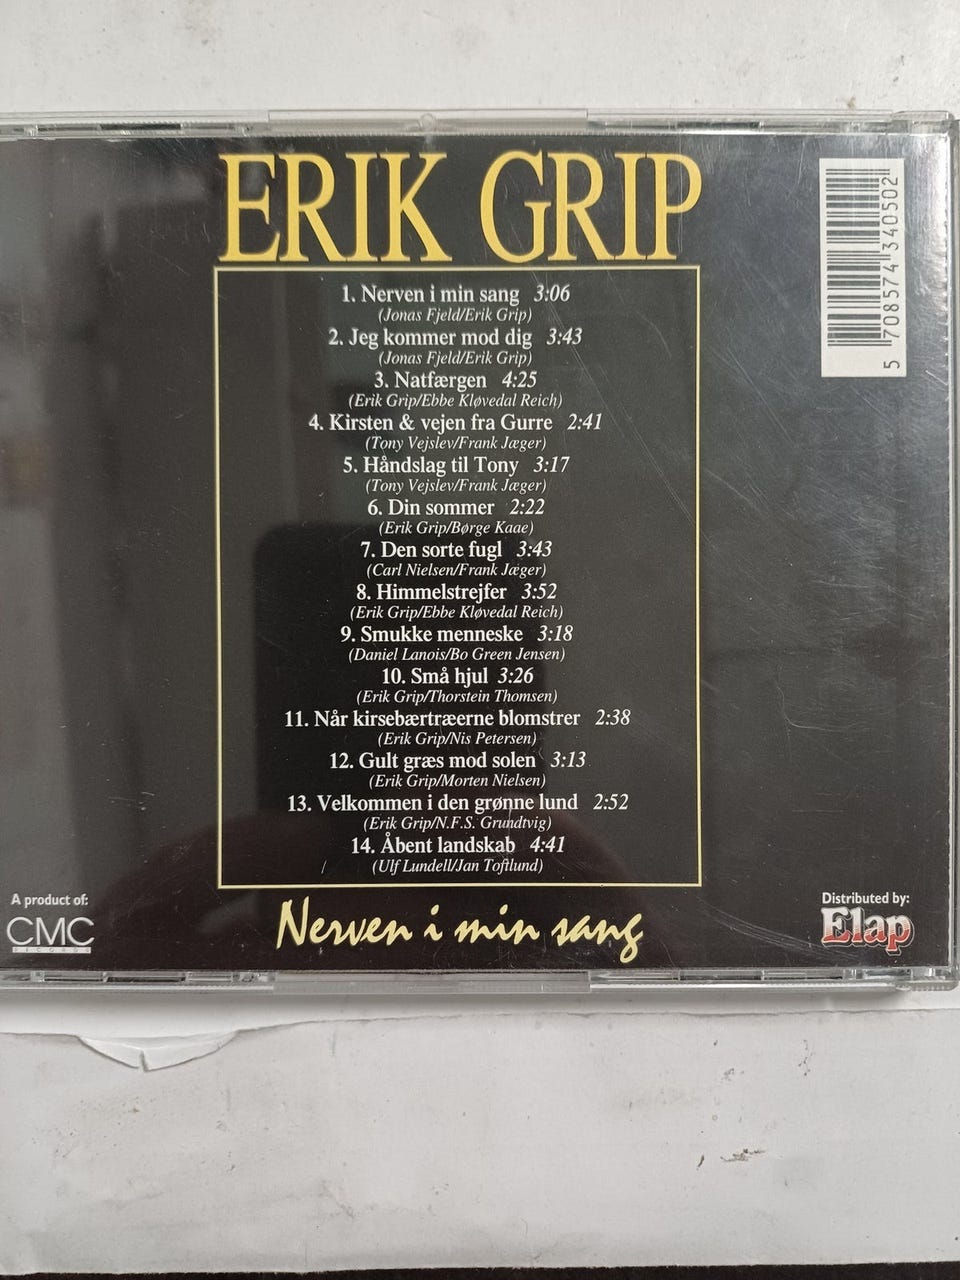 ERIK GRIP
1. Nerven i min sang 3:06
(Jonas Fjeld/Erik Grip)
2. Jeg kommer mod dig 3:43
(Jonas Fjeld/Erik Grip)
3. Natfærgen 4:25
(Erik Grip/Ebbe Kløvedal Reich)
4. Kirsten & vejen fra Gurre 2:41
(Tony Vejslev/Frank Jæger)
5. Håndslag til Tony 3:17
(Tony Vejslev/Frank Jæger)
6. Din sommer 2:22
(Erik Grip/Børge Kaae)
7. Den sorte fugl 3:43
(Carl Nielsen/Frank Jæger)
8. Himmelstrejfer 3:52
(Erik Grip/Ebbe Kløvedal Reich)
9. Smukke menneske 3:18
(Daniel Lanois/Bo Green Jensen)
10. Små hjul 3:26
(Erik Grip/Thorstein Thomsen)
11. Når kirsebærtræerne blomstrer 2:38
(Erik Grip/Nis Petersen)
12. Gult græs mod solen 3:13
(Erik Grip/Morten Nielsen)
13. Velkommen i den grønne lund 2:52
(Erik Grip/N.F.S. Grundtvig)
14. Åbent landskab 4:41
(Ulf Lundell/Jan Toftlund)
Nerven i min sang
A product of:
CMC
RECORDS
Distributed by:
Elap
5 708574 340502